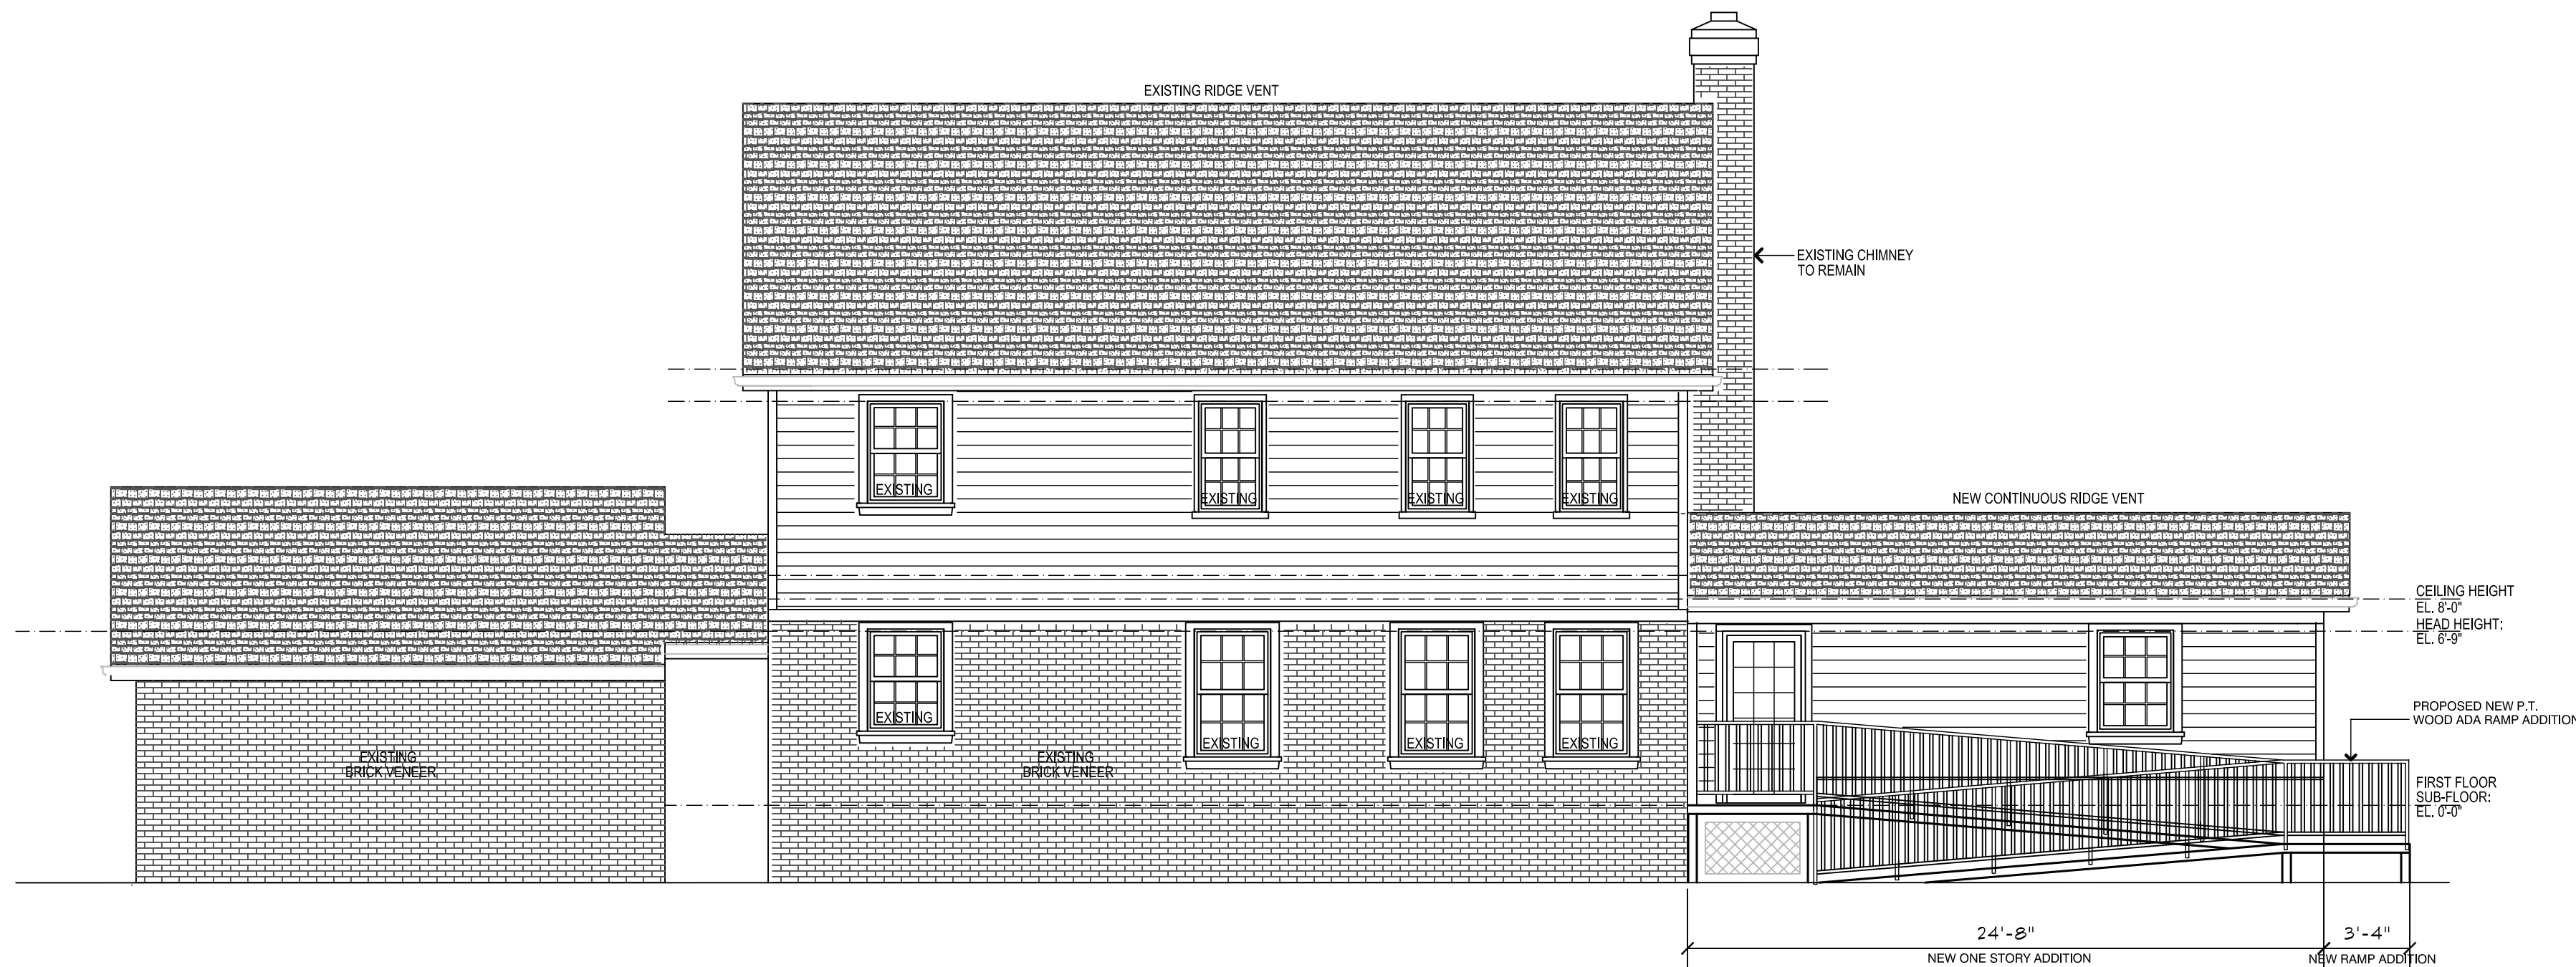 EXISTING RIDGE VENT
EXISTING CHIMNEY
TO REMAIN
EXISTING
EXISTING
EXISTING
EXISTING
NEW CONTINUOUS RIDGE VENT
CEILING HEIGHT
EL. 8'-0"
HEAD HEIGHT:
EL. 6'-9"
EXISTING
EXISTING
EXISTING
EXISTING
PROPOSED NEW P.T.
WOOD ADA RAMP ADDITION
EXISTING
BRICK VENEER
EXISTING
BRICK VENEER
FIRST FLOOR
SUB-FLOOR:
EL. 0'-0"
24'-8"
3'-4"
NEW ONE STORY ADDITION
NEW RAMP ADDITION